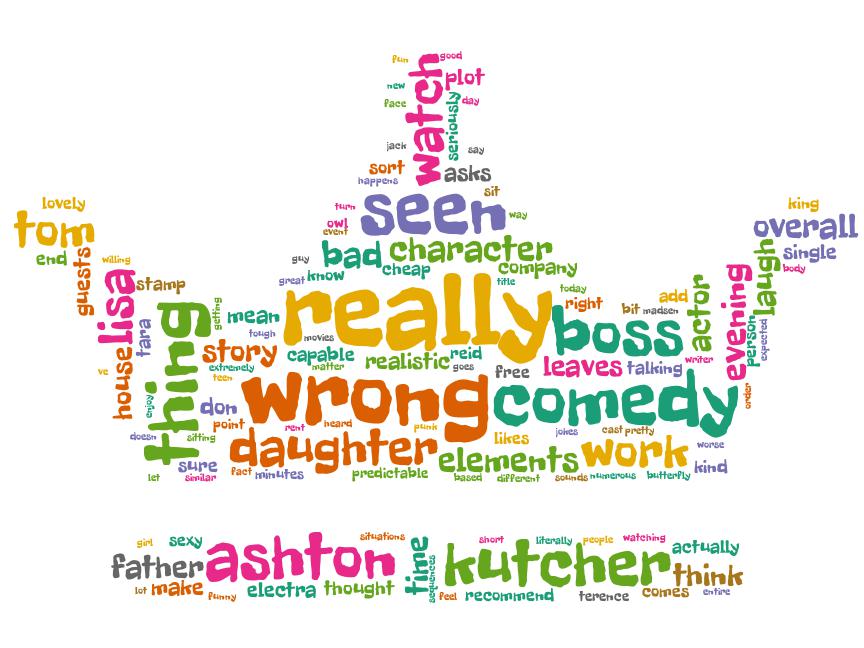 fun
good
watch
plot
new
face
seriously
day
jack
say
sort
asks
happens
sit
lovely
turn
seen
way
king
tom
owl
event
overall
end
guests
willing
guy
bad
character
laugh
single
body
great
know
cheap
company
title
lisa
stamp
really
today
right
add
actor
evening
thing
getting
mean
tough
movies
boss
bit
madsen
person
expected
tara
story
capable
realistic
reid
matter
goes
free
leaves
talking
writer
extremely
teen
ve
house
enjoy
don
wrong
comedy
order
point
rent
heard
punk
doesn
sitting
daughter
likes
jokes
cast
pretty
work
worse
elements
let
sure
similar
fact
minutes
predictable
based
different
sounds
numerous
butterfly
kind
girl
sexy
situations
time
short
literally
people
watching
actually
father
ashton
kutcher
think
lot
make
funny
electra
thought
sequences
feel
recommend
terence
comes
entire